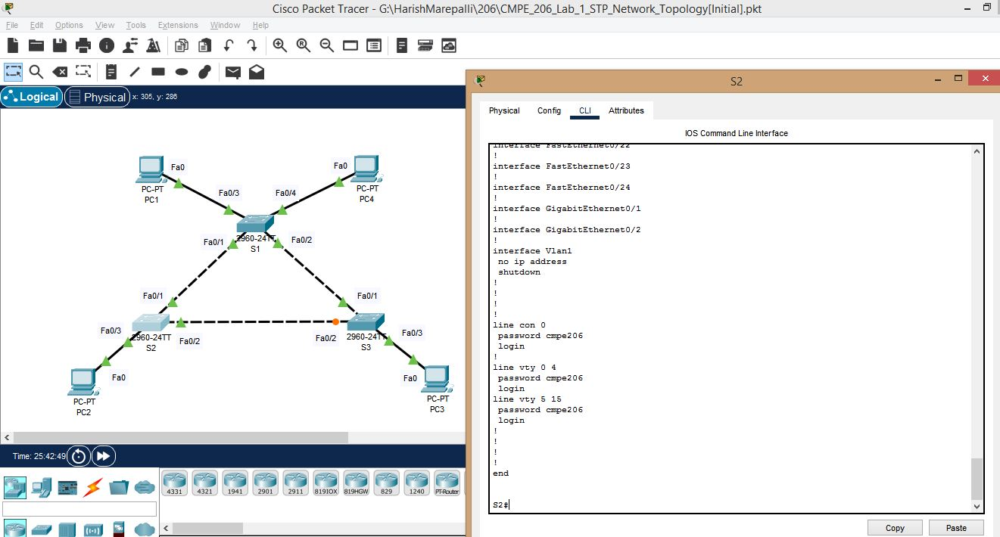 Cisco Packet Tracer - G:\HarishMarepalli\206\CMPE_206_Lab_1_STP_Network_Topology[Initial].pkt
File Edit Options View Tools Extensions Window Help
Logical Physical x: 305, y: 286
S2
Physical Config CLI Attributes
IOS Command Line Interface
Fa0
PC-PT
PC1
Fa0
PC-PT
PC4
Fa0/3
Fa0/4
2960-24TT
S1
Fa0/1
Fa0/2
Fa0/1
Fa0/1
Fa0/3
2960-24TT
S2
Fa0/2
Fa0/2
2960-24TT
S3
Fa0/3
Fa0
PC-PT
PC2
Fa0
PC-PT
PC3
interface FastEthernet0/22
!
interface FastEthernet0/23
!
interface FastEthernet0/24
!
interface GigabitEthernet0/1
!
interface GigabitEthernet0/2
!
interface Vlan1
no ip address
shutdown
!
!
!
!
line con 0
password cmpe206
login
!
line vty 0 4
password cmpe206
login
line vty 5 15
password cmpe206
login
!
!
!
!
end
S2#
Copy Paste
Time: 25:42:49
4331 4321 1941 2901 2911 819IOX 819HGW 829 1240 PT-Router